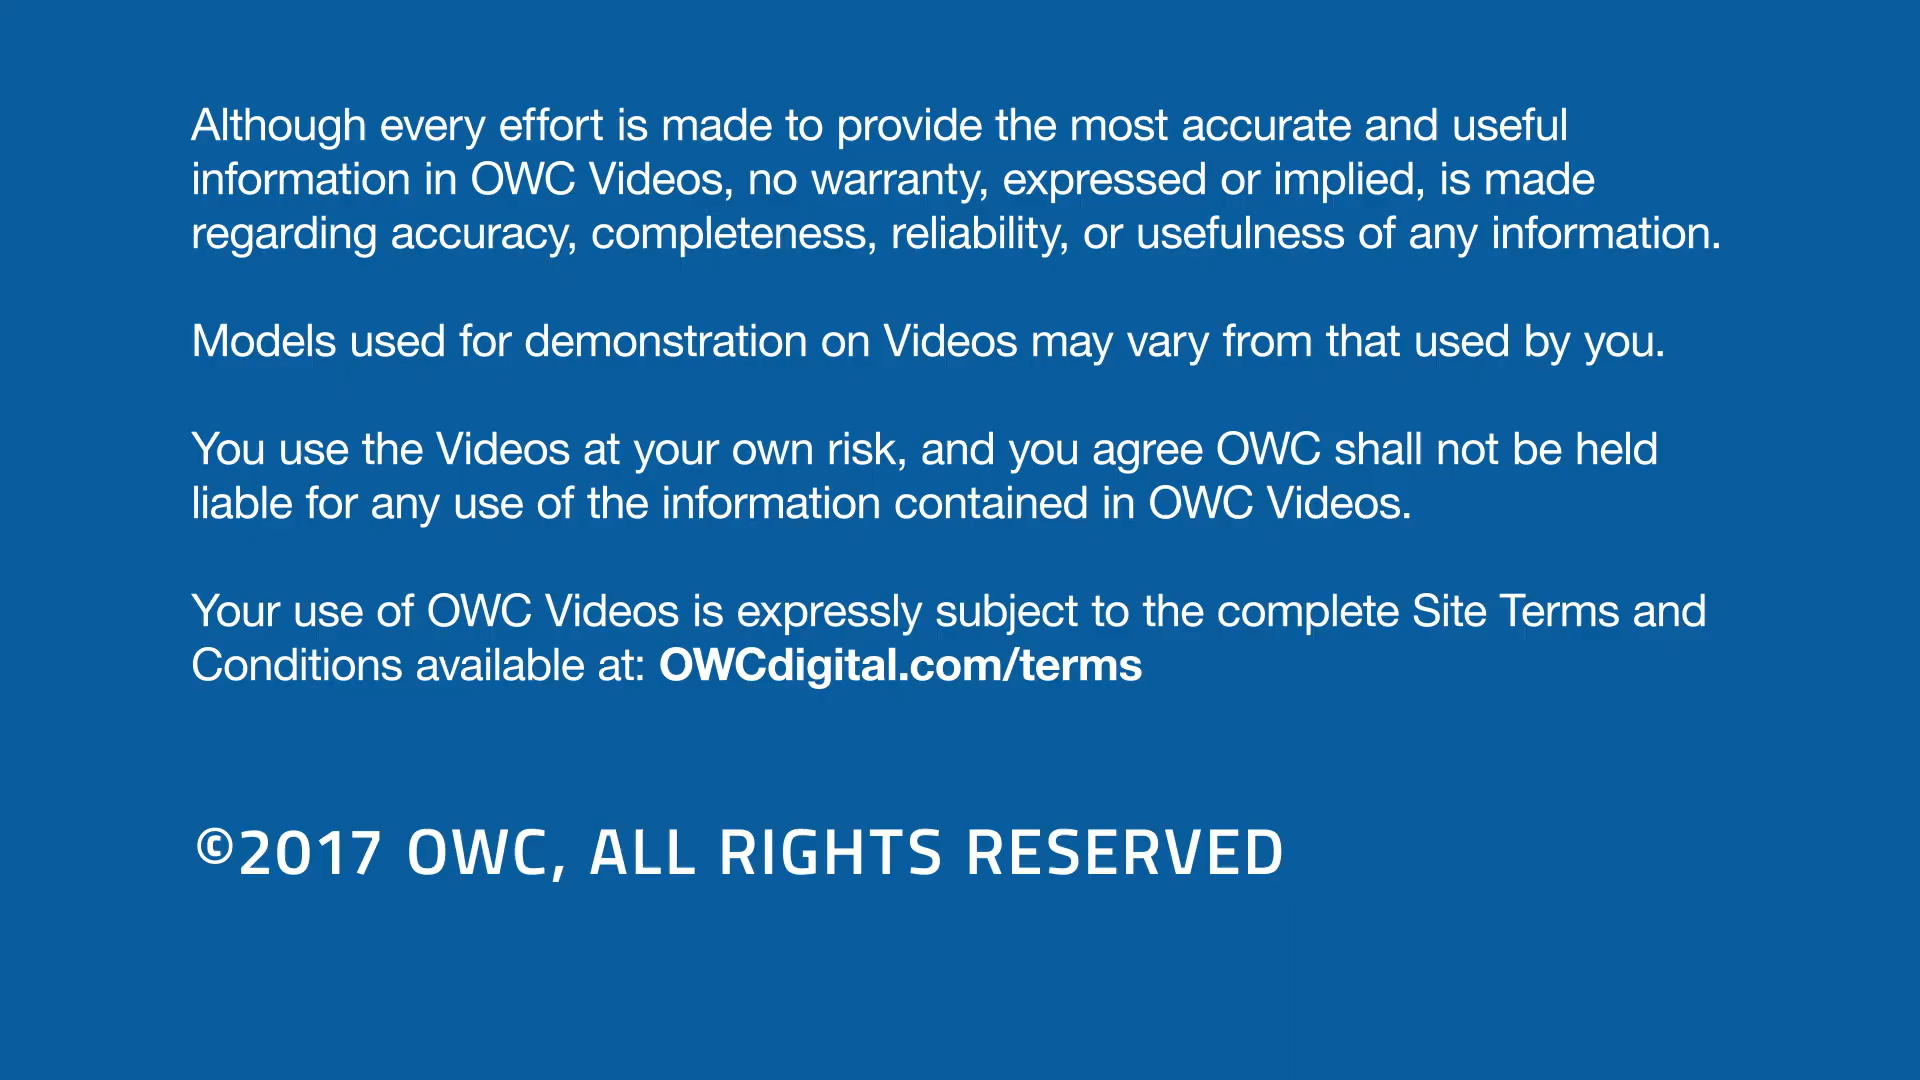 Although every effort is made to provide the most accurate and useful
information in OWC Videos, no warranty, expressed or implied, is made
regarding accuracy, completeness, reliability, or usefulness of any information.
Models used for demonstration on Videos may vary from that used by you.
You use the Videos at your own risk, and you agree OWC shall not be held
liable for any use of the information contained in OWC Videos.
Your use of OWC Videos is expressly subject to the complete Site Terms and
Conditions available at: OWCdigital.com/terms
©2017 OWC, ALL RIGHTS RESERVED